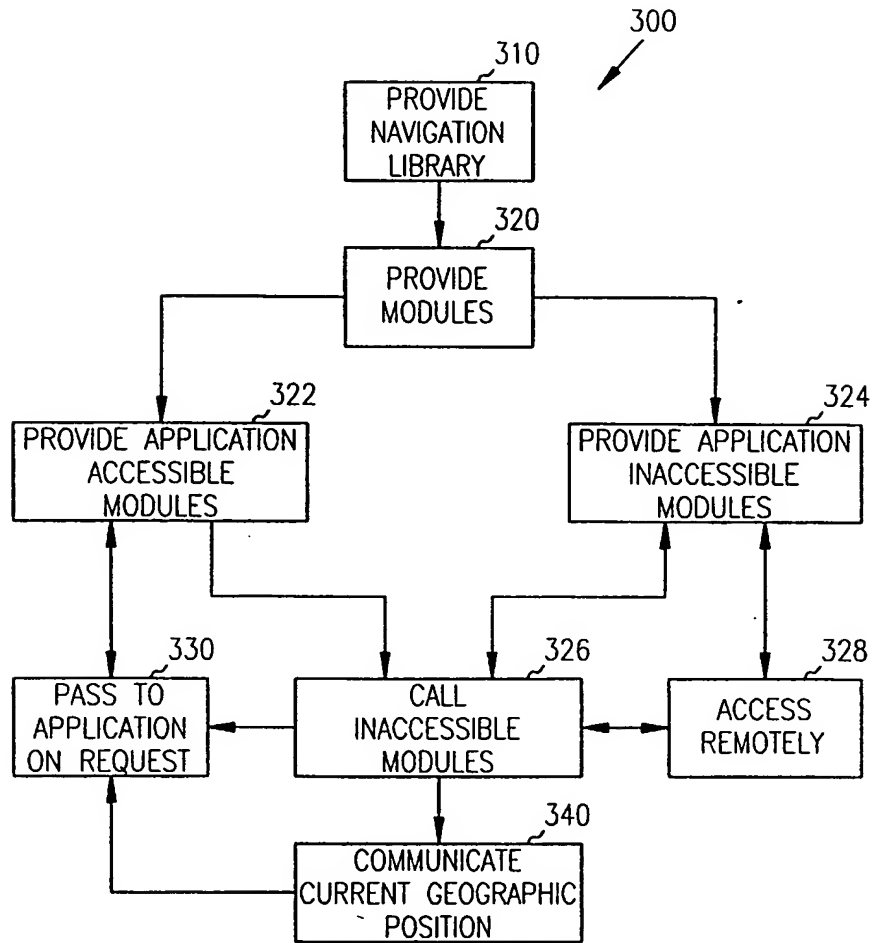 300
310
PROVIDE
NAVIGATION
LIBRARY
320
PROVIDE
MODULES
322
PROVIDE APPLICATION
ACCESSIBLE
MODULES
324
PROVIDE APPLICATION
INACCESSIBLE
MODULES
330
PASS TO
APPLICATION
ON REQUEST
326
CALL
INACCESSIBLE
MODULES
328
ACCESS
REMOTELY
340
COMMUNICATE
CURRENT GEOGRAPHIC
POSITION